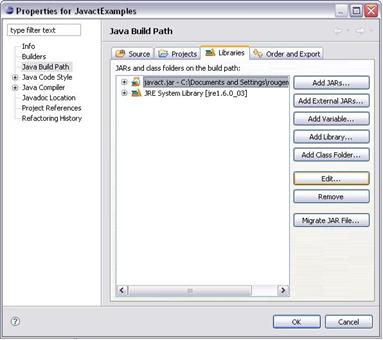 Properties for JavactExamples
type filter text
Info
Builders
Java Build Path
Java Code Style
Java Compiler
Javadoc Location
Project References
Refactoring History
Java Build Path
Source
Projects
Libraries
Order and Export
JARs and class folders on the build path:
javact.jar - C:\Documents and Settings\rougem
JRE System Library [jre1.6.0_03]
Add JARs...
Add External JARs...
Add Variable...
Add Library...
Add Class Folder...
Edit...
Remove
Migrate JAR File...
OK
Cancel